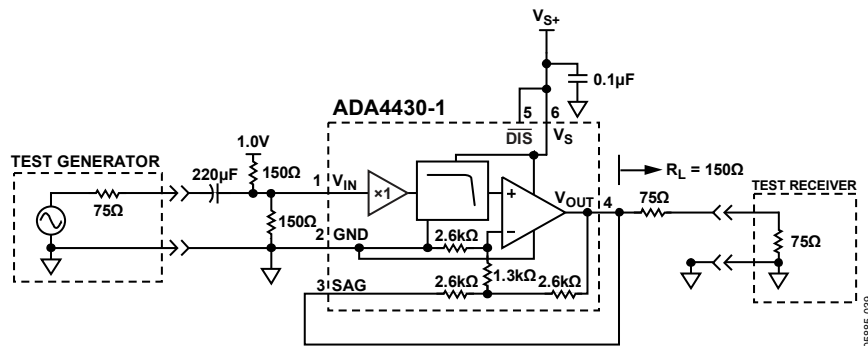 VS+
0.1µF
ADA4430-1
5
6
DIS
VS
TEST GENERATOR
75Ω
220µF
1.0V
150Ω
150Ω
1
VIN
×1
+
−
VOUT
4
RL = 150Ω
75Ω
TEST RECEIVER
75Ω
2
GND
2.6kΩ
1.3kΩ
3
SAG
2.6kΩ
2.6kΩ
05885-029